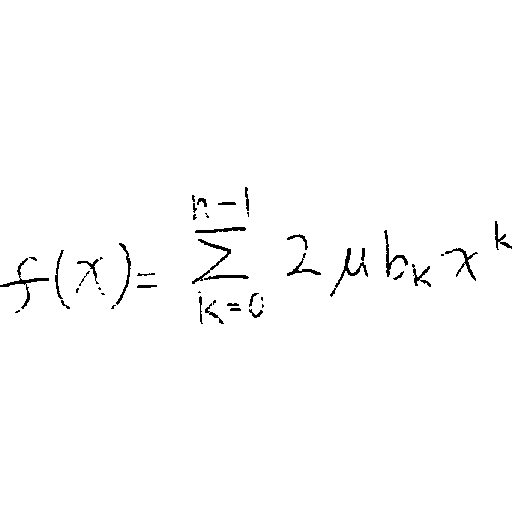 f(x) = \sum_{k=0}^{n-1} 2 \mu b_k x^k